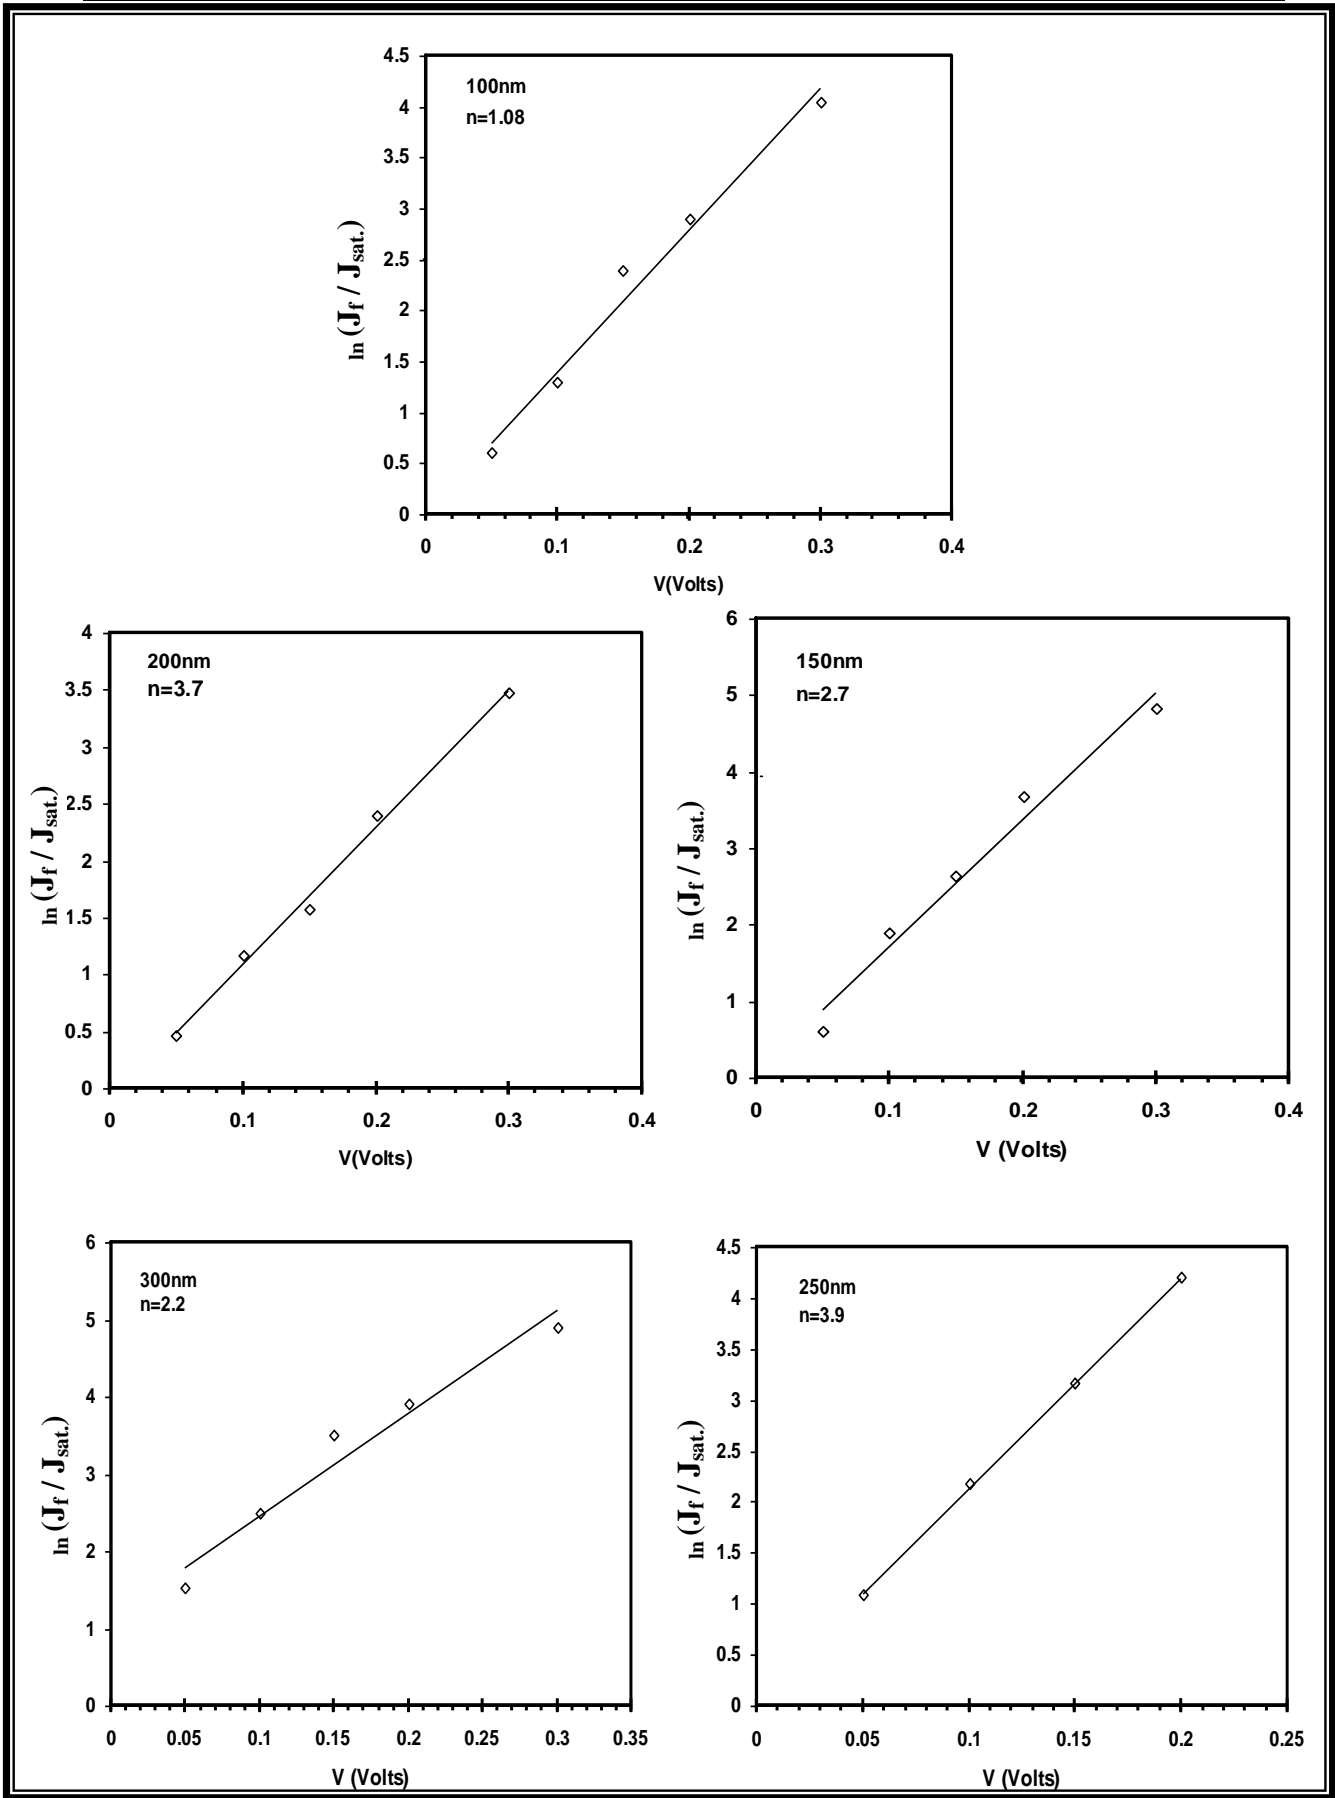 4.5
4
3.5
3
2.5
2
1.5
1
0.5
0
100nm
n=1.08
ln (Jf / Jsat.)
0 0.1 0.2 0.3 0.4
V(Volts)
4
3.5
3
2.5
2
1.5
1
0.5
0
200nm
n=3.7
ln (Jf / Jsat.)
0 0.1 0.2 0.3 0.4
V(Volts)
6
5
4
3
2
1
0
150nm
n=2.7
ln (Jf / Jsat.)
0 0.1 0.2 0.3 0.4
V (Volts)
6
5
4
3
2
1
0
300nm
n=2.2
ln (Jf / Jsat.)
0 0.05 0.1 0.15 0.2 0.25 0.3 0.35
V (Volts)
4.5
4
3.5
3
2.5
2
1.5
1
0.5
0
250nm
n=3.9
ln (Jf / Jsat.)
0 0.05 0.1 0.15 0.2 0.25
V (Volts)